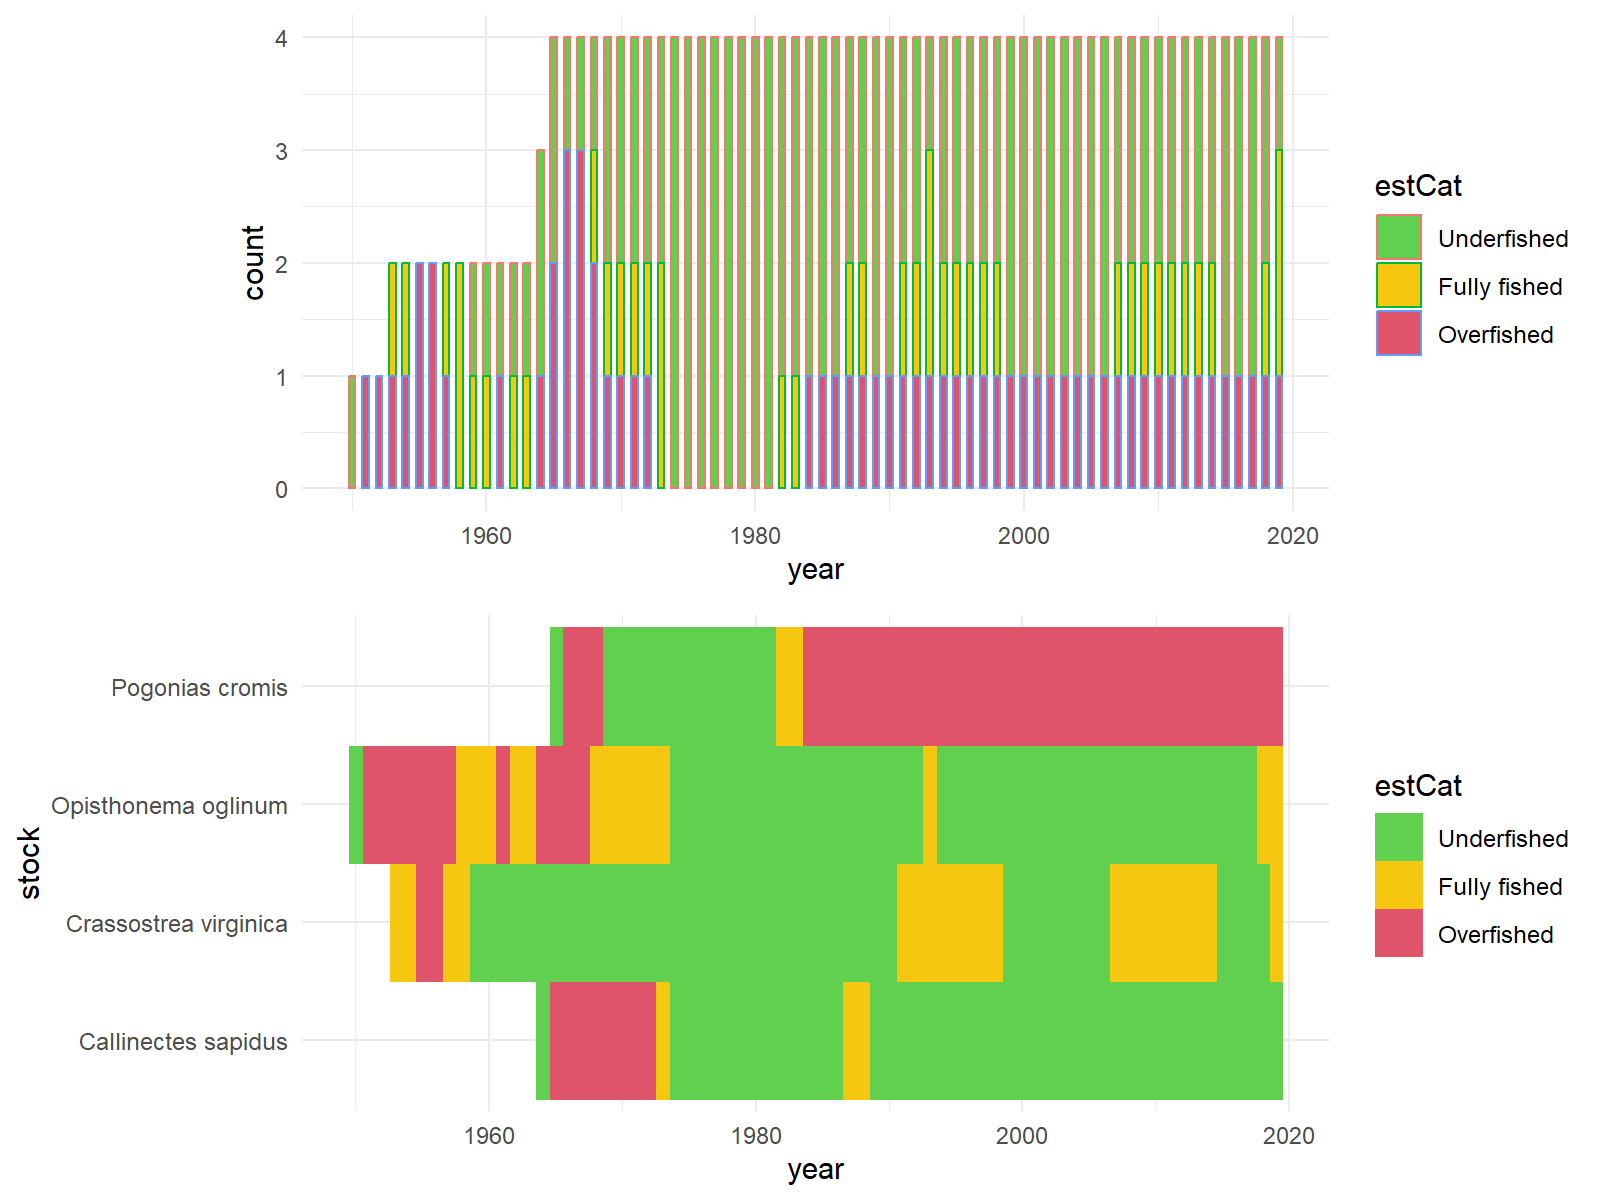 4
3
2
1
0
count
1960 1980 2000 2020
year
estCat
Underfished
Fully fished
Overfished
Pogonias cromis
Opisthonema oglinum
Crassostrea virginica
Callinectes sapidus
stock
1960 1980 2000 2020
year
estCat
Underfished
Fully fished
Overfished